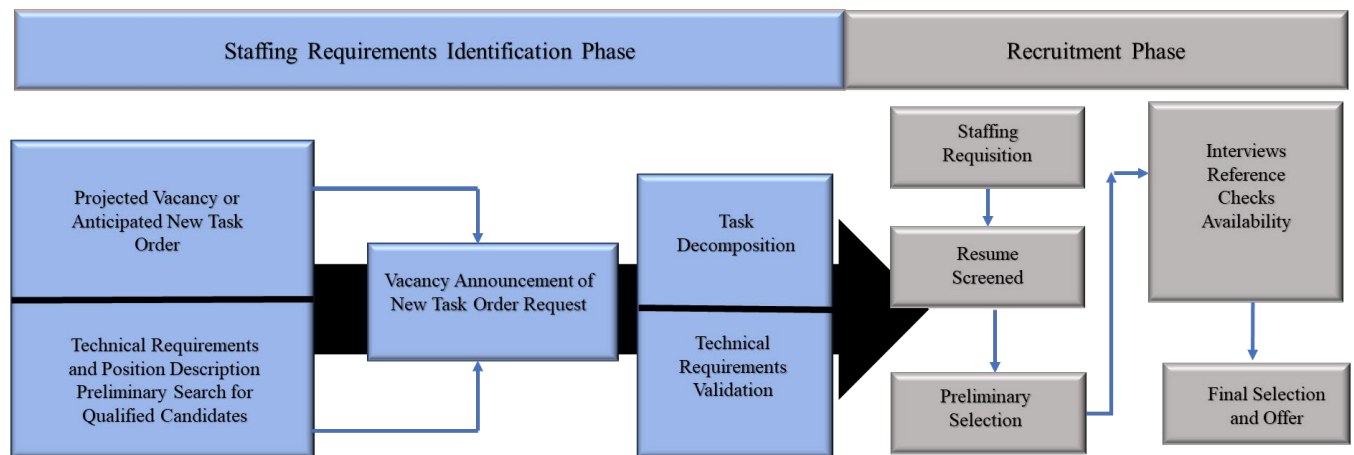 Staffing Requirements Identification Phase
Recruitment Phase
Projected Vacancy or
Anticipated New Task
Order
Technical Requirements
and Position Description
Preliminary Search for
Qualified Candidates
Vacancy Announcement of
New Task Order Request
Task
Decomposition
Technical
Requirements
Validation
Staffing
Requisition
Resume
Screened
Preliminary
Selection
Interviews
Reference
Checks
Availability
Final Selection
and Offer